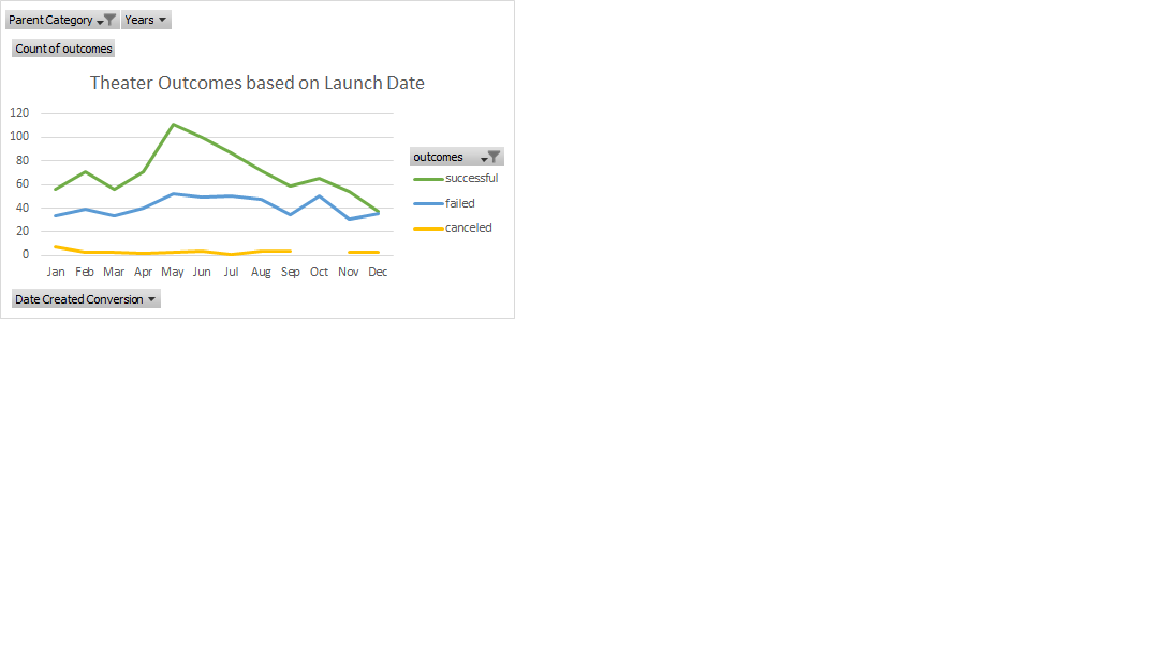 Parent Category Years
Count of outcomes
Theater Outcomes based on Launch Date
120
100
80
60
40
20
0
Jan Feb Mar Apr May Jun Jul Aug Sep Oct Nov Dec
outcomes
successful
failed
cancelled
Date Created Conversion